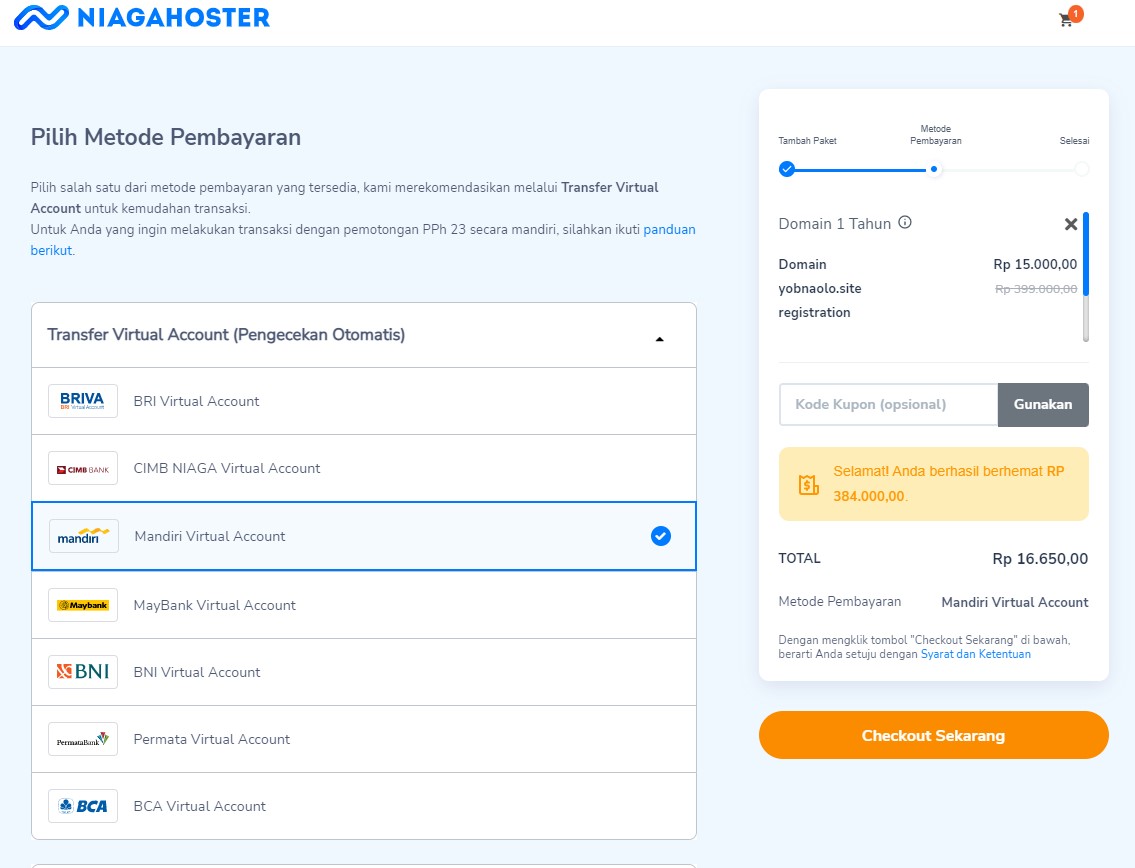 NIAGAHOSTER
1
Pilih Metode Pembayaran
Pilih salah satu dari metode pembayaran yang tersedia, kami merekomendasikan melalui Transfer Virtual
Account untuk kemudahan transaksi.
Untuk Anda yang ingin melakukan transaksi dengan pemotongan PPh 23 secara mandiri, silahkan ikuti panduan
berikut.
Transfer Virtual Account (Pengecekan Otomatis)
BRIVA
BRI Virtual Account
BRI Virtual Account
CIMB BANK
CIMB NIAGA Virtual Account
mandiri
Mandiri Virtual Account
Maybank
MayBank Virtual Account
BNI
BNI Virtual Account
PermataBank
Permata Virtual Account
BCA
BCA Virtual Account
Tambah Paket
Metode
Pembayaran
Selesai
Domain 1 Tahun
Domain
Rp 15.000,00
yobnaolo.site
Rp 399.000,00
registration
Kode Kupon (opsional)
Gunakan
$
Selamat! Anda berhasil berhemat RP
384.000,00.
TOTAL
Rp 16.650,00
Metode Pembayaran
Mandiri Virtual Account
Dengan mengklik tombol "Checkout Sekarang" di bawah,
berarti Anda setuju dengan Syarat dan Ketentuan
Checkout Sekarang